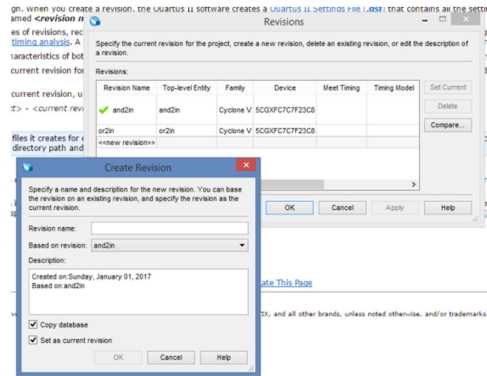 gn. When you create a revision, the Quartus II software creates a Quartus II Settings File (.qsf) that contains all the settin
amed <revision n
es of revisions, rec
timing analysis. A
haracteristics of bot
current revision for
current revision, u
t> - <current revi
files it creates for e
directory path and
Revisions
Specify the current revision for the project, create a new revision, delete an existing revision, or edit the description of
a revision.
Revisions:
Revision Name Top-level Entity Family Device Meet Timing Timing Model
and2in and2in Cyclone V 5CGXFC7C7F23C8
or2in or2in Cyclone V 5CGXFC7C7F23C8
<<new revision>>
Set Current
Delete
Compare...
OK Cancel Apply Help
Create Revision
Specify a name and description for the new revision. You can base
the revision on an existing revision, and specify the revision as the
current revision.
Revision name:
Based on revision: and2in
Description:
Created on:Sunday, January 01, 2017
Based on:and2in
Copy database
Set as current revision
OK Cancel Help
ate This Page
IX, and all other brands, unless noted otherwise, and/or trademarks